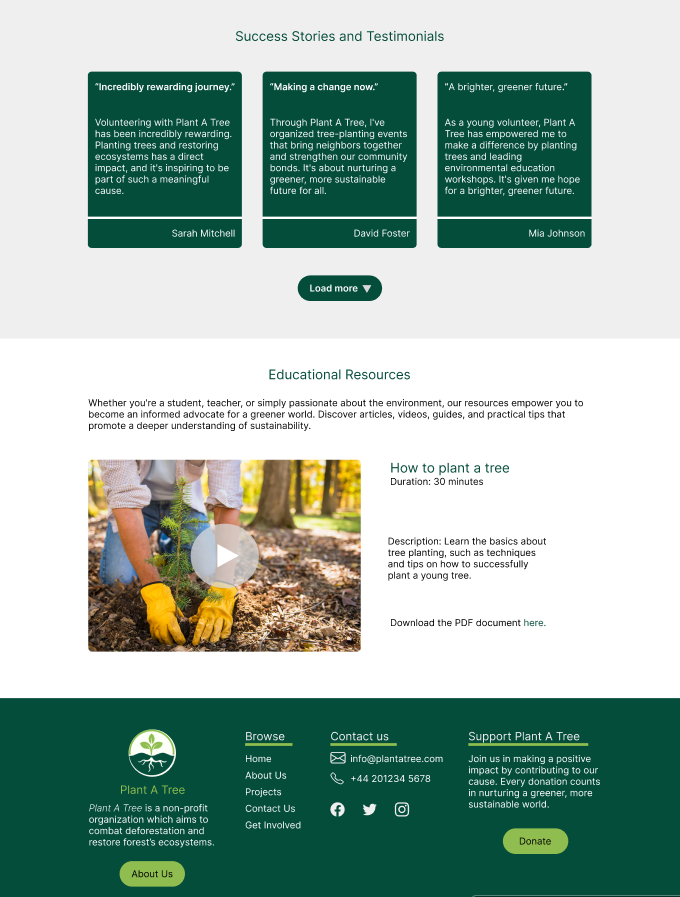 Success Stories and Testimonials
“Incredibly rewarding journey.”
Volunteering with Plant A Tree
has been incredibly rewarding.
Planting trees and restoring
ecosystems has a direct
impact, and it's inspiring to be
part of such a meaningful
cause.
Sarah Mitchell
“Making a change now.”
Through Plant A Tree, I've
organized tree-planting events
that bring neighbors together
and strengthen our community
bonds. It's about nurturing a
greener, more sustainable
future for all.
David Foster
“A brighter, greener future.”
As a young volunteer, Plant A
Tree has empowered me to
make a difference by planting
trees and leading
environmental education
workshops. It's given me hope
for a brighter, greener future.
Mia Johnson
Load more
Educational Resources
Whether you're a student, teacher, or simply passionate about the environment, our resources empower you to
become an informed advocate for a greener world. Discover articles, videos, guides, and practical tips that
promote a deeper understanding of sustainability.
How to plant a tree
Duration: 30 minutes
Description: Learn the basics about
tree planting, such as techniques
and tips on how to successfully
plant a young tree.
Download the PDF document here.
Plant A Tree
Plant A Tree is a non-profit
organization which aims to
combat deforestation and
restore forest’s ecosystems.
About Us
Browse
Home
About Us
Projects
Contact Us
Get Involved
Contact us
info@plantatree.com
+44 201234 5678
Support Plant A Tree
Join us in making a positive
impact by contributing to our
cause. Every donation counts
in nurturing a greener, more
sustainable world.
Donate